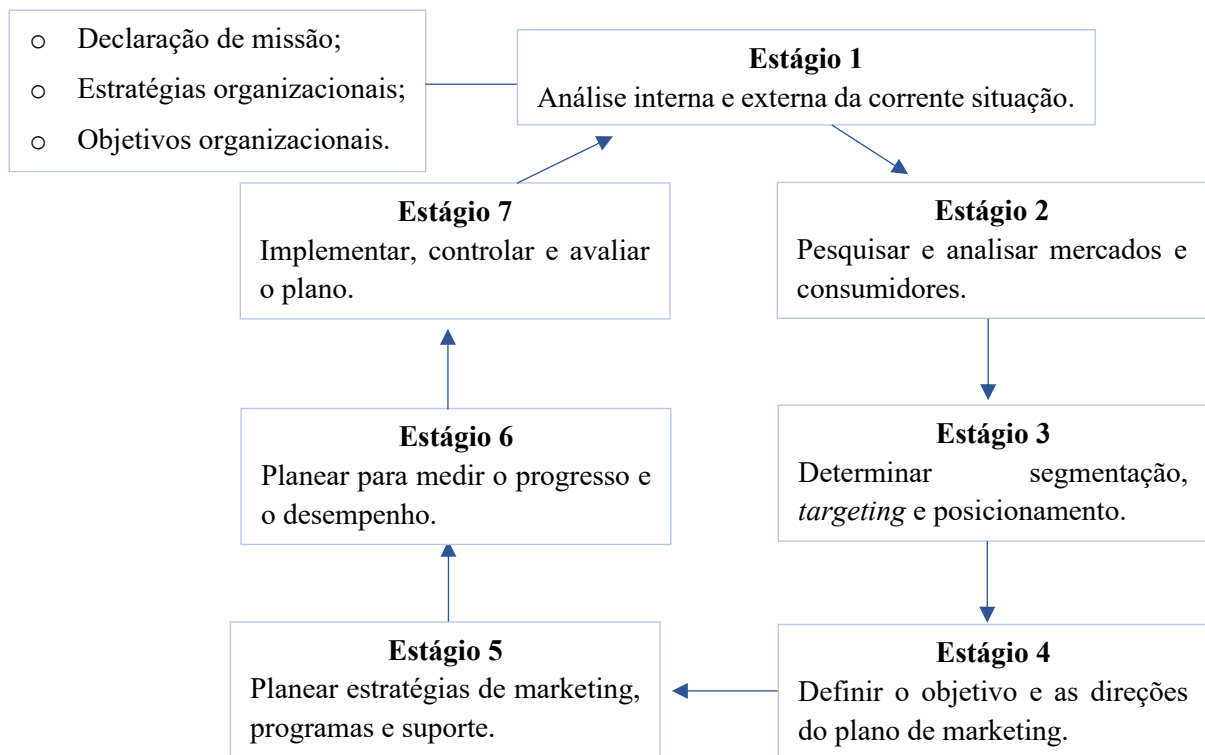 o Declaração de missão;
o Estratégias organizacionais;
o Objetivos organizacionais.
Estágio 1
Análise interna e externa da corrente situação.
Estágio 2
Pesquisar e analisar mercados e
consumidores.
Estágio 3
Determinar segmentação,
targeting e posicionamento.
Estágio 4
Definir o objetivo e as direções
do plano de marketing.
Estágio 5
Planear estratégias de marketing,
programas e suporte.
Estágio 6
Planear para medir o progresso e
o desempenho.
Estágio 7
Implementar, controlar e avaliar
o plano.